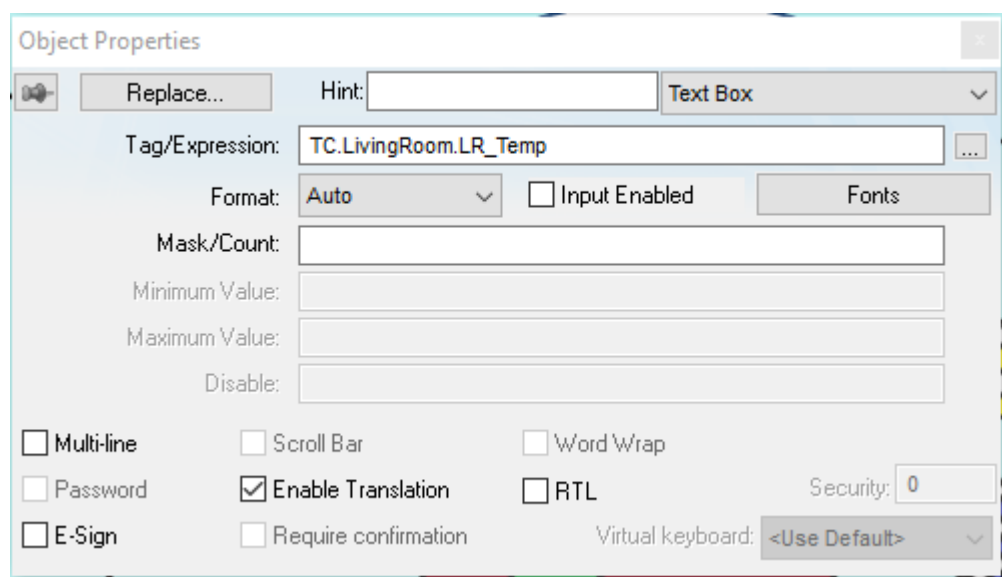 Object Properties x
Replace... Hint: Text Box
Tag/Expression: TC.LivingRoom.LR_Temp ...
Format: Auto Input Enabled Fonts
Mask/Count:
Minimum Value:
Maximum Value:
Disable:
Multi-line Scroll Bar Word Wrap
Password Enable Translation RTL Security: 0
E-Sign Require confirmation Virtual keyboard: <Use Default>